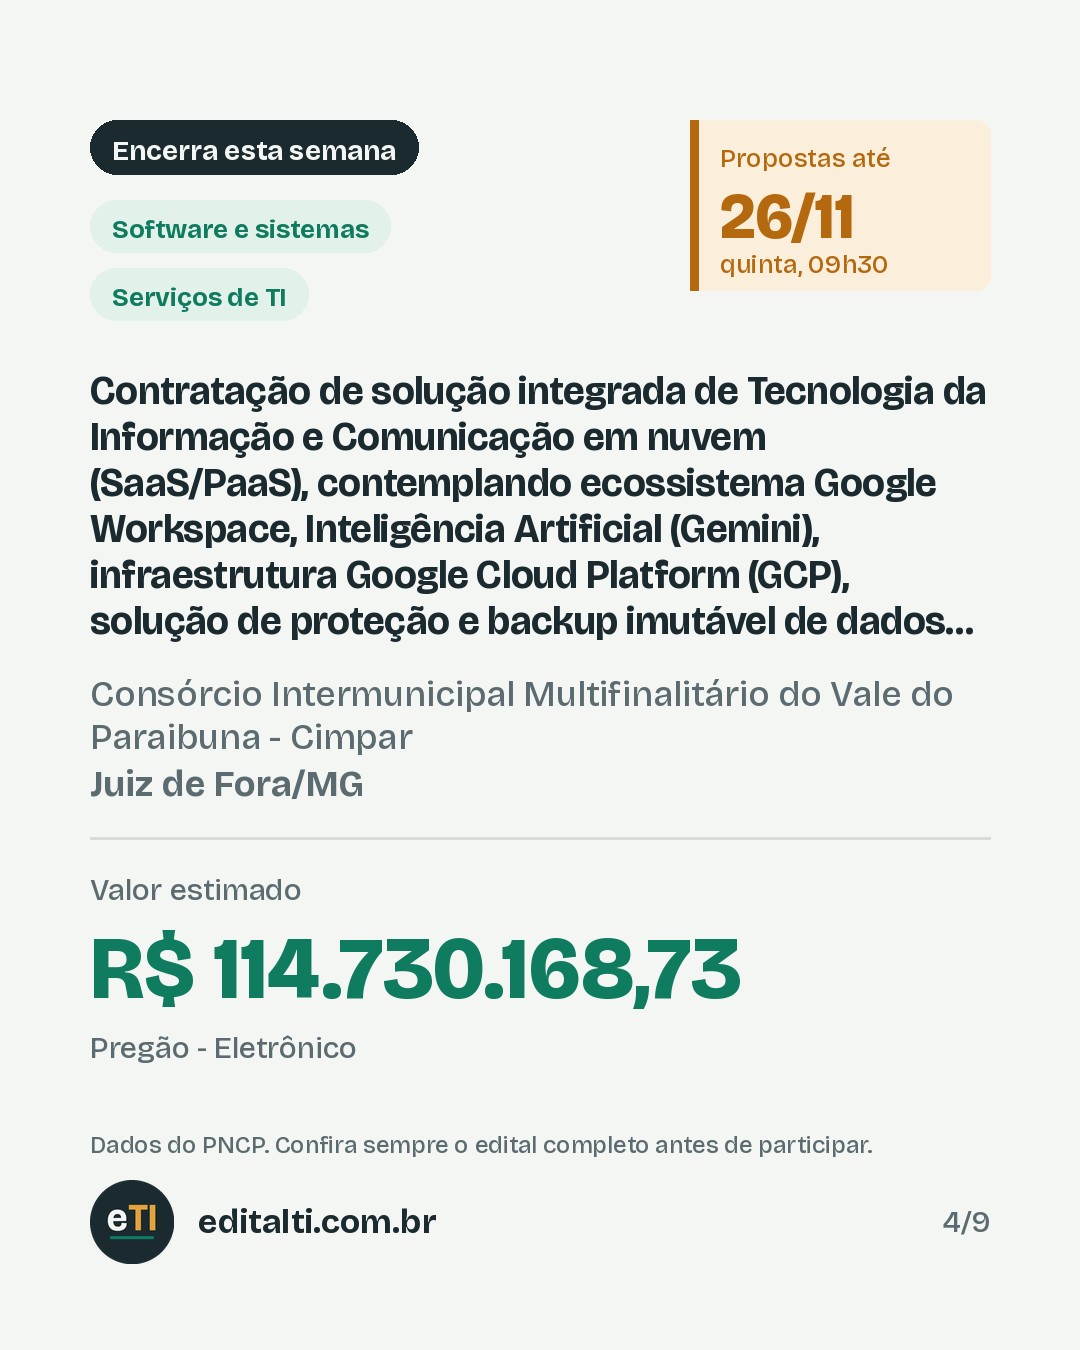 Encerra esta semana
Software e sistemas
Serviços de TI
Propostas até
26/11
quinta, 09h30
Contratação de solução integrada de Tecnologia da
Informação e Comunicação em nuvem
(SaaS/PaaS), contemplando ecossistema Google
Workspace, Inteligência Artificial (Gemini),
infraestrutura Google Cloud Platform (GCP),
solução de proteção e backup imutável de dados...
Consórcio Intermunicipal Multifinalitário do Vale do
Paraibuna - Cimpar
Juiz de Fora/MG
Valor estimado
R$ 114.730.168,73
Pregão - Eletrônico
Dados do PNCP. Confira sempre o edital completo antes de participar.
eTI
editalti.com.br
4/9